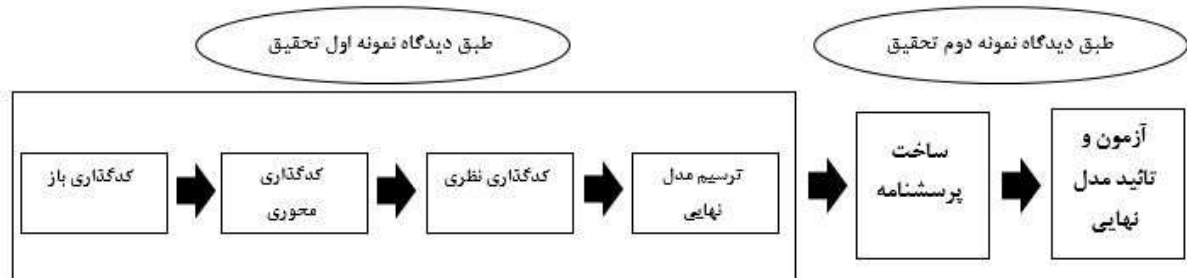 طبق دیدگاه نمونه اول تحقیق
طبق دیدگاه نمونه دوم تحقیق
کدگذاری باز
کدگذاری
محوری
کدگذاری نظری
ترسیم مدل
نهایی
ساخت
پرسشنامه
آزمون و
تائید مدل
نهایی